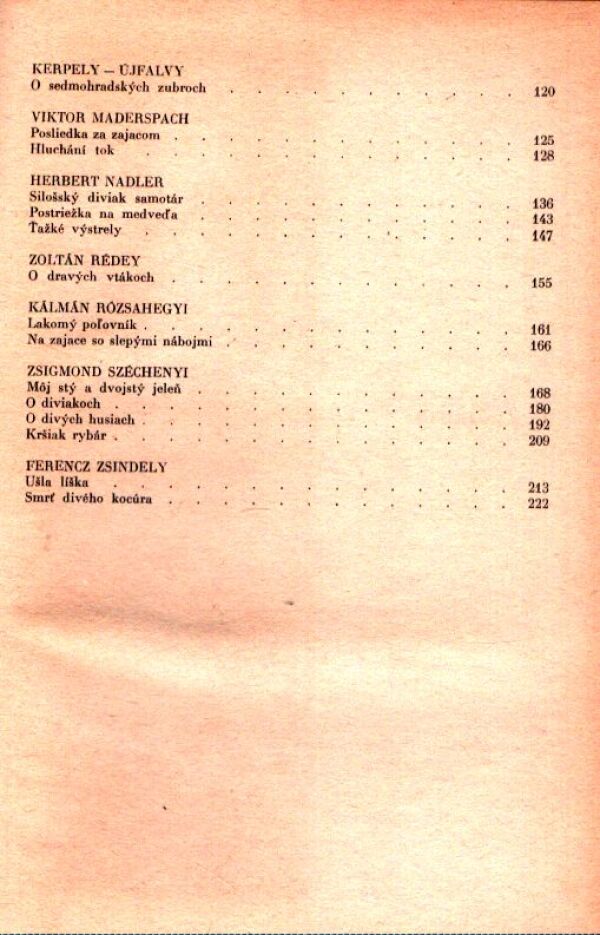 KERPELY — ÚJFALVY
O sedmohradských zubroch . . . . . . . . . . 120
VIKTOR MADERSPACH
Posliedka za zajacom . . . . . . . . . . . . 125
Hluchání tok . . . . . . . . . . . . . 128
HERBERT NADLER
Silošský diviak samotár . . . . . . . . . . . 136
Postriežka na medveďa . . . . . . . . . . . 143
Ťažké výstrely . . . . . . . . . . . . . 147
ZOLTÁN RÉDEY
O dravých vtákoch . . . . . . . . . . . . 155
KÁLMÁN RÓZSAHEGYI
Lakomý poľovník . . . . . . . . . . . . . 161
Na zajace so slepými nábojmi . . . . . . . . . . 166
ZSIGMOND SZÉCHENYI
Môj stý a dvojstý jeleň . . . . . . . . . . . 168
O diviakoch . . . . . . . . . . . . . . 180
O divých husiach . . . . . . . . . . . . . 192
Kršiak rybár . . . . . . . . . . . . . . 209
FERENCZ ZSINDELY
Ušla líška . . . . . . . . . . . . . . 213
Smrť divého kocúra . . . . . . . . . . . . 222